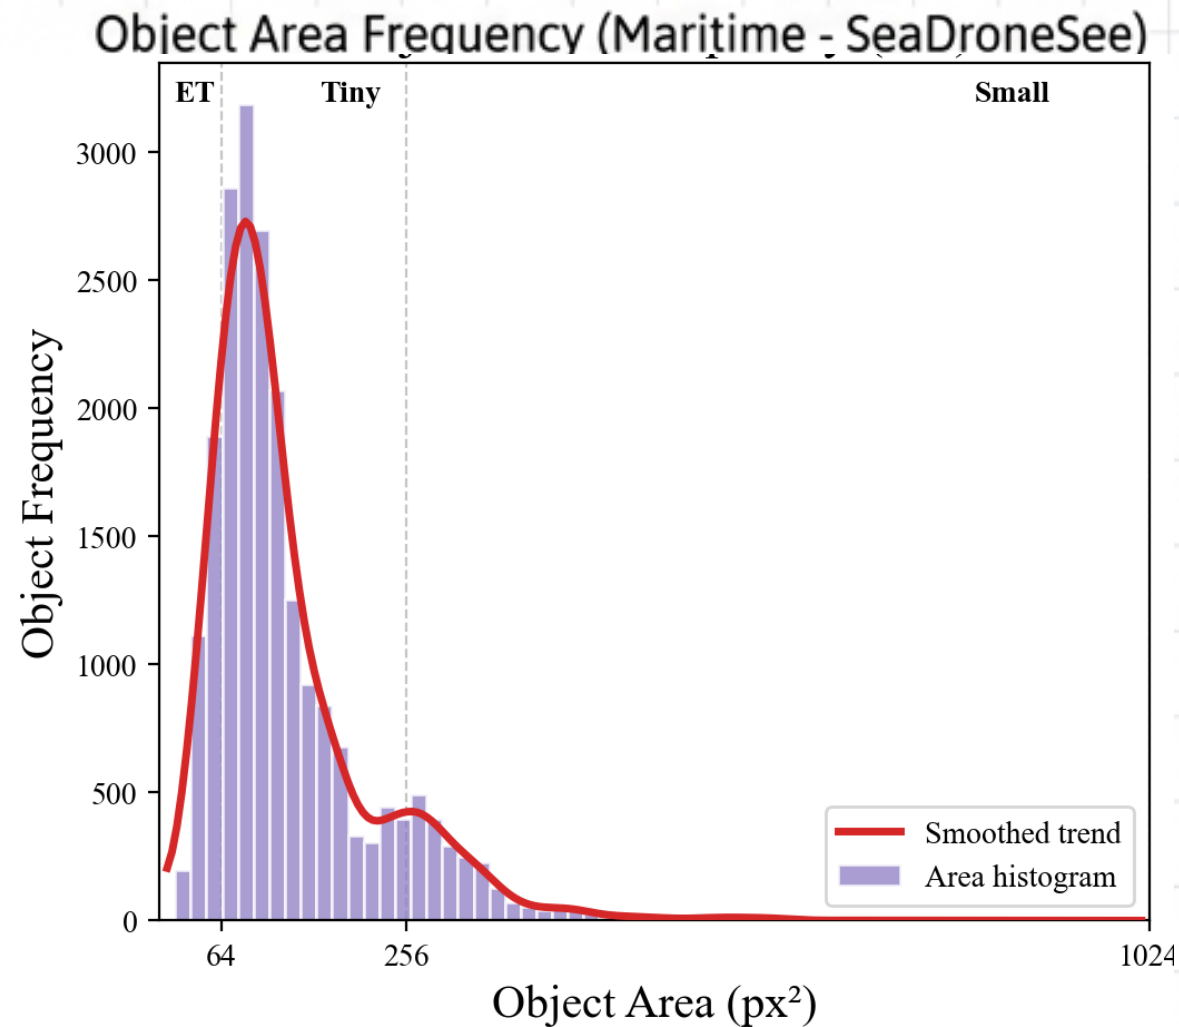 Object Area Frequency (Maritime - SeaDroneSee)
ET Tiny Small
3000
2500
2000
1500
1000
500
0
Object Frequency
64 256 1024
Object Area (px²)
Smoothed trend
Area histogram